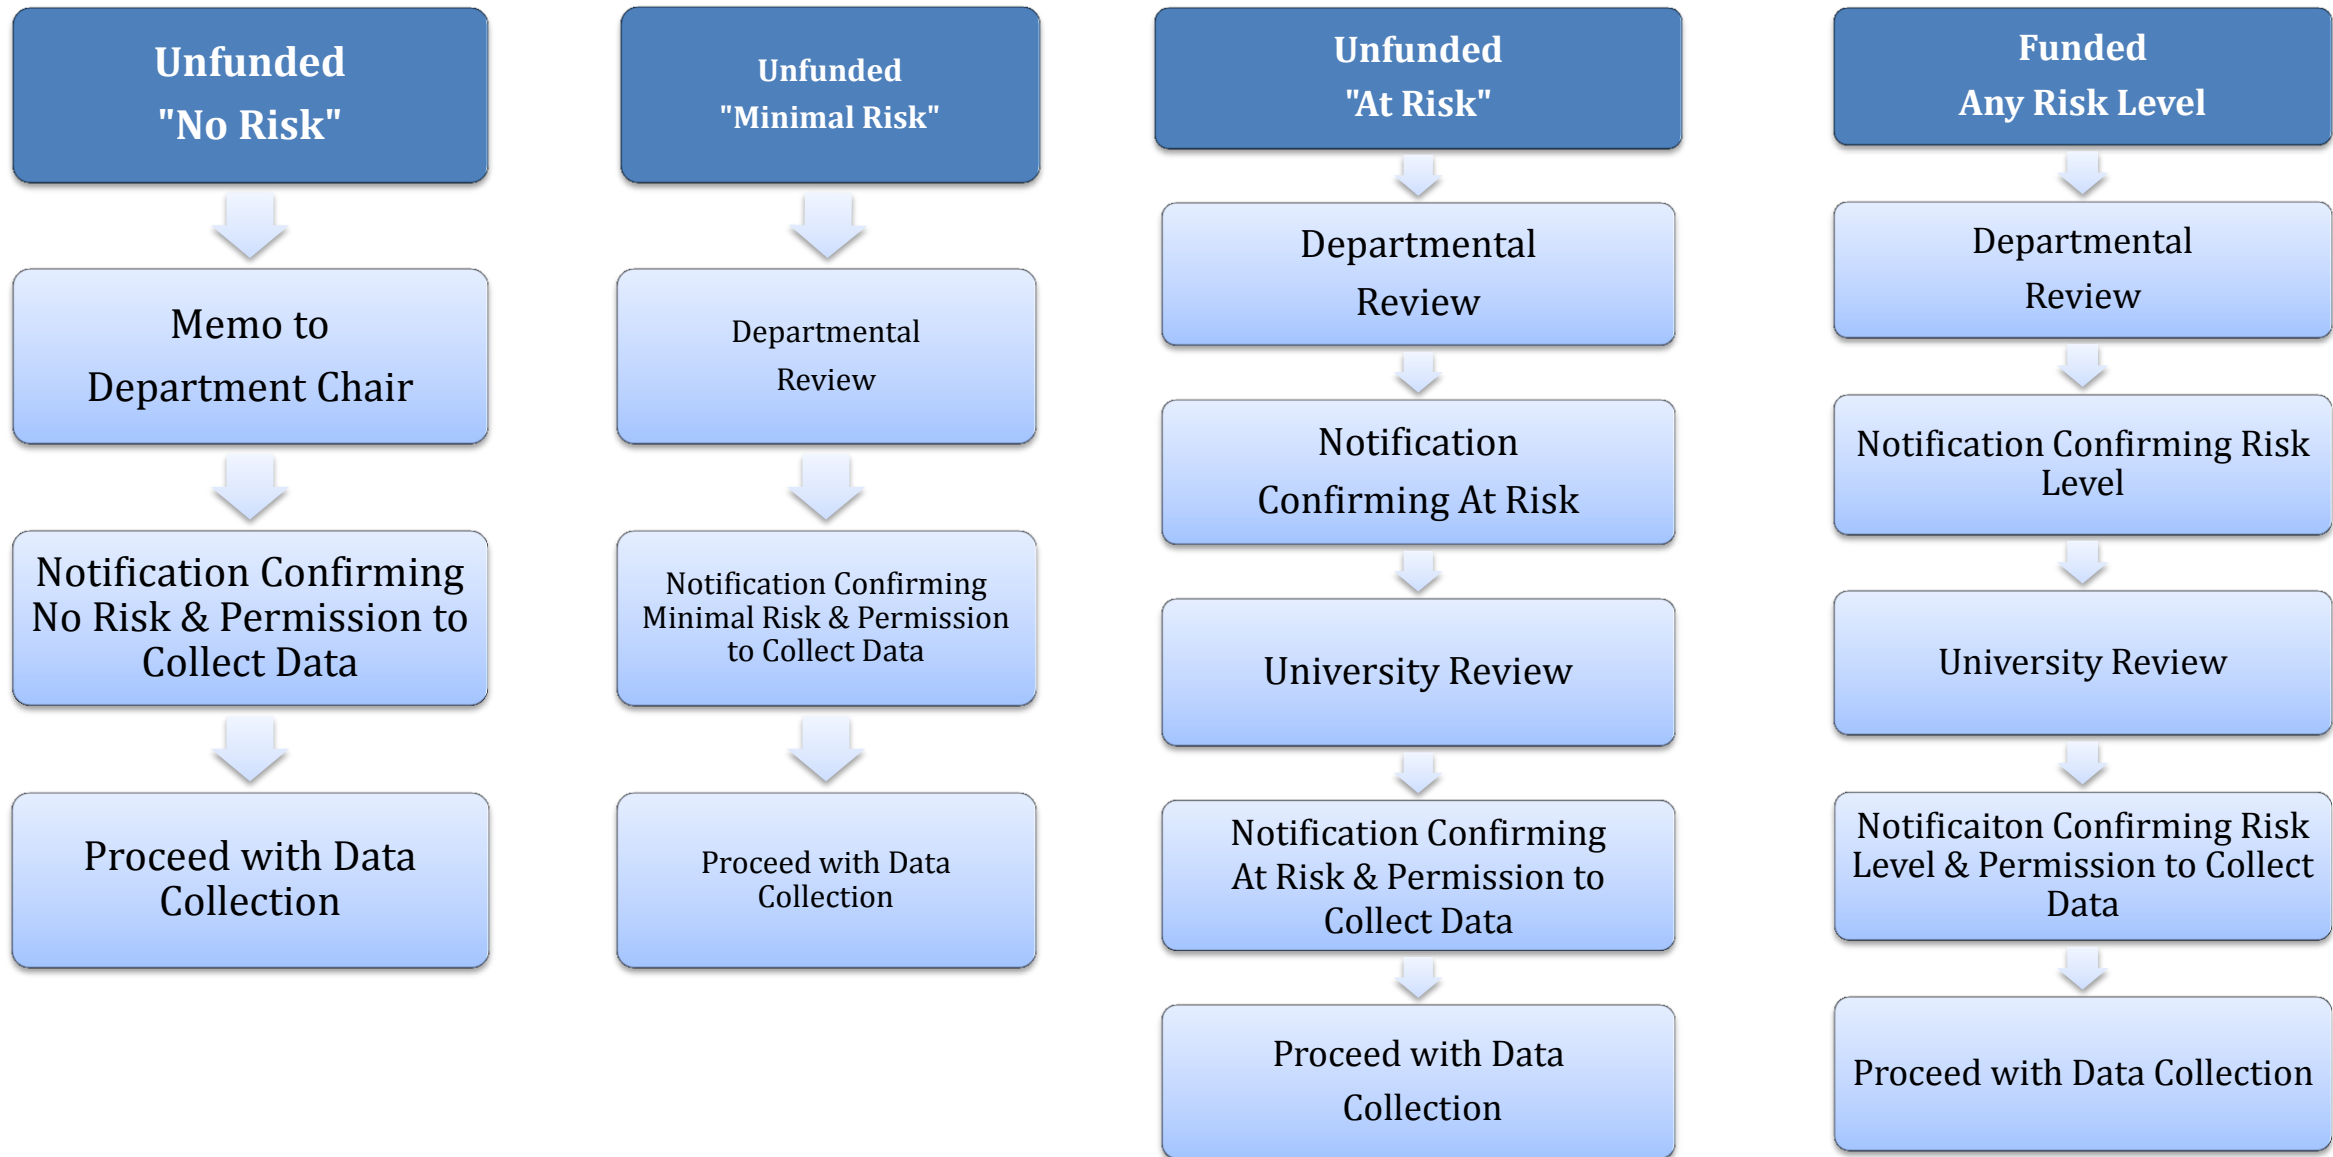 Unfunded
"No Risk"
Memo to
Department Chair
Notification Confirming
No Risk & Permission to
Collect Data
Proceed with Data
Collection
Unfunded
"Minimal Risk"
Departmental
Review
Notification Confirming
Minimal Risk & Permission
to Collect Data
Proceed with Data
Collection
Unfunded
"At Risk"
Departmental
Review
Notification
Confirming At Risk
University Review
Notification Confirming
At Risk & Permission to
Collect Data
Proceed with Data
Collection
Funded
Any Risk Level
Departmental
Review
Notification Confirming Risk
Level
University Review
Notificaiton Confirming Risk
Level & Permission to Collect
Data
Proceed with Data Collection